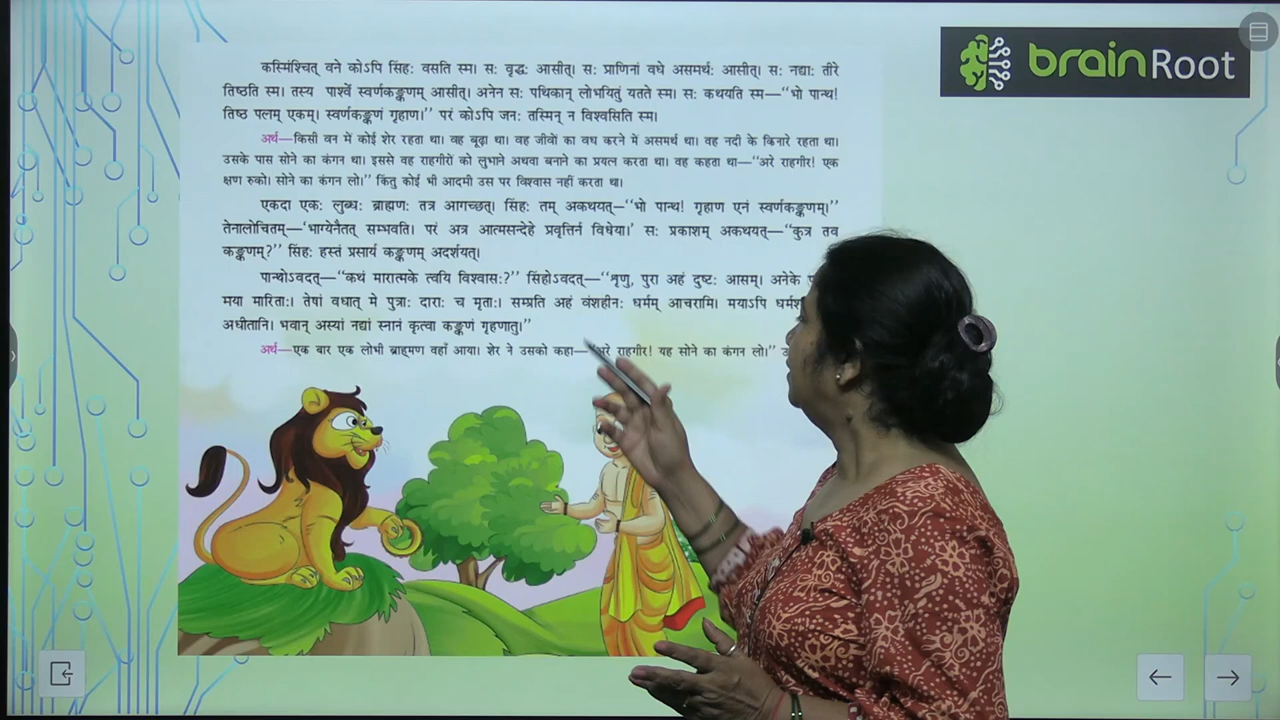 brainRoot
कस्मिंश्चित् वने कोऽपि सिंहः वसति स्म। सः वृद्धः आसीत्। सः प्राणिनां वधे असमर्थः आसीत्। सः नद्याः तीरे
तिष्ठति स्म। तस्य पार्श्वे स्वर्णकङ्कणम् आसीत्। अनेन सः पथिकान् लोभयितुं यतते स्म। सः कथयति स्म—“भो पान्थ!
तिष्ठ पलम् एकम्। स्वर्णकङ्कणं गृहाण।” परं कोऽपि जनः तस्मिन् न विश्वसिति स्म।
अर्थ—किसी वन में कोई शेर रहता था। वह बूढ़ा था। वह जीवों का वध करने में असमर्थ था। वह नदी के किनारे रहता था।
उसके पास सोने का कंगन था। इससे वह राहगीरों को लुभाने अथवा बनाने का प्रयत्न करता था। वह कहता था—“अरे राहगीर! एक
क्षण रुको। सोने का कंगन लो।” किंतु कोई भी आदमी उस पर विश्वास नहीं करता था।
एकदा एकः लुब्धः ब्राह्मणः तत्र आगच्छत्। सिंहः तम् अकथयत्—“भो पान्थ! गृहाण एनं स्वर्णकङ्कणम्।”
तेनालोचितम्—‘भाग्येनैतत् सम्भवति। परं अत्र आत्मसन्देहे प्रवृत्तिर्न विधेया।’ सः प्रकाशम् अकथयत्—“कुत्र तव
कङ्कणम्?” सिंहः हस्तं प्रसार्य कङ्कणम् अदर्शयत्।
पान्थोऽवदत्—“कथं मारात्मके त्वयि विश्वासः?” सिंहोऽवदत्—“शृणु, पुरा अहं दुष्टः आसम्। अनेके
मया मारिताः। तेषां वधात् मे पुत्राः दाराः च मृताः। सम्प्रति अहं वंशहीनः धर्मम् आचरामि। मयाऽपि
अधीतानि। भवान् अस्यां नद्यां स्नानं कृत्वा कङ्कणं गृहणातु।”
अर्थ—एक बार एक लोभी ब्राह्मण वहाँ आया। शेर ने उसको कहा—“अरे राहगीर! यह सोने का कंगन लो।”